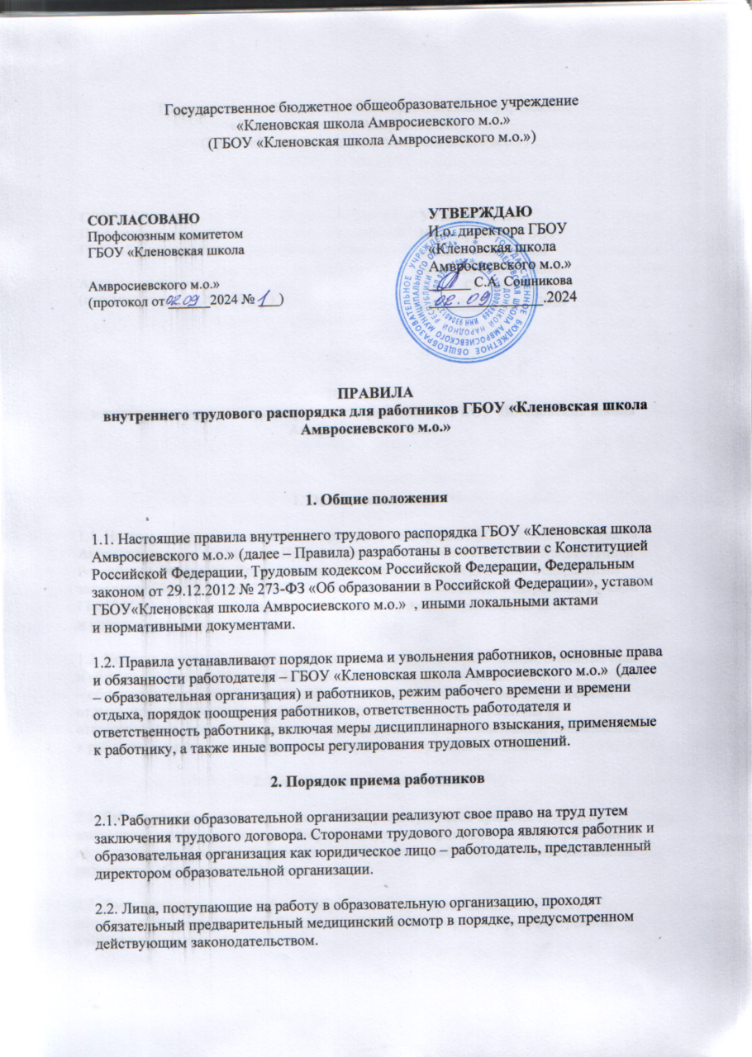 Государственное бюджетное общеобразовательное учреждение
«Кленовская школа Амвросиевского м.о.»
(ГБОУ «Кленовская школа Амвросиевского м.о.»)
СОГЛАСОВАНО
Профсоюзным комитетом
ГБОУ «Кленовская школа
Амвросиевского м.о.»
(протокол от 02.09 2024 № 1 )
УТВЕРЖДАЮ
И.о. директора ГБОУ
«Кленовская школа
Амвросиевского м.о.»
С.А. Сошникова
02.09.2024
ПРАВИЛА
внутреннего трудового распорядка для работников ГБОУ «Кленовская школа
Амвросиевского м.о.»
1. Общие положения
1.1. Настоящие правила внутреннего трудового распорядка ГБОУ «Кленовская школа
Амвросиевского м.о.» (далее – Правила) разработаны в соответствии с Конституцией
Российской Федерации, Трудовым кодексом Российской Федерации, Федеральным
законом от 29.12.2012 № 273-ФЗ «Об образовании в Российской Федерации», уставом
ГБОУ«Кленовская школа Амвросиевского м.о.» , иными локальными актами
и нормативными документами.
1.2. Правила устанавливают порядок приема и увольнения работников, основные права
и обязанности работодателя – ГБОУ «Кленовская школа Амвросиевского м.о.» (далее
– образовательная организация) и работников, режим рабочего времени и времени
отдыха, порядок поощрения работников, ответственность работодателя и
ответственность работника, включая меры дисциплинарного взыскания, применяемые
к работнику, а также иные вопросы регулирования трудовых отношений.
2. Порядок приема работников
2.1. Работники образовательной организации реализуют свое право на труд путем
заключения трудового договора. Сторонами трудового договора являются работник и
образовательная организация как юридическое лицо – работодатель, представленный
директором образовательной организации.
2.2. Лица, поступающие на работу в образовательную организацию, проходят
обязательный предварительный медицинский осмотр в порядке, предусмотренном
действующим законодательством.